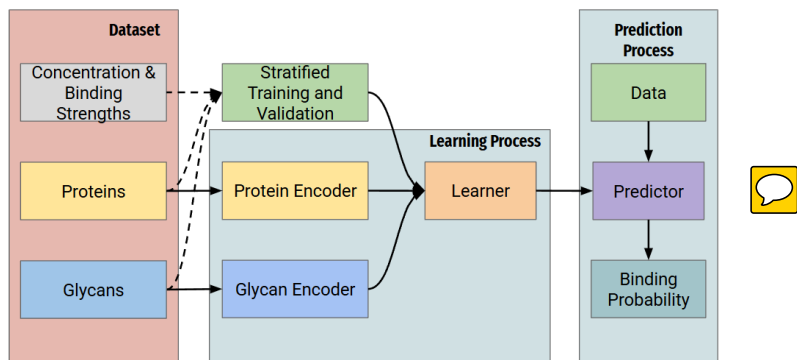 Dataset
Concentration &
Binding
Strengths
Proteins
Glycans
Stratified
Training and
Validation
Learning Process
Protein Encoder
Glycan Encoder
Learner
Prediction
Process
Data
Predictor
Binding
Probability